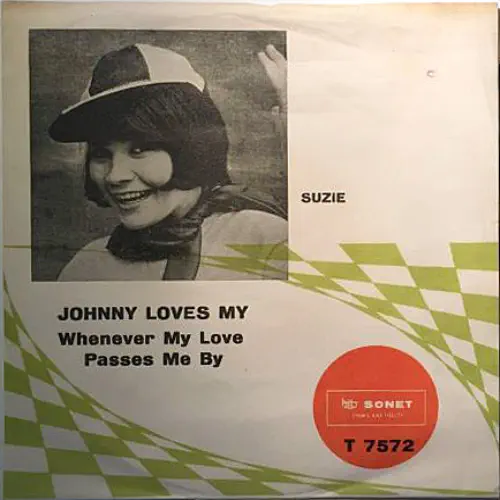 SUZIE
JOHNNY LOVES MY
Whenever My Love
Passes Me By
SONET
T 7572